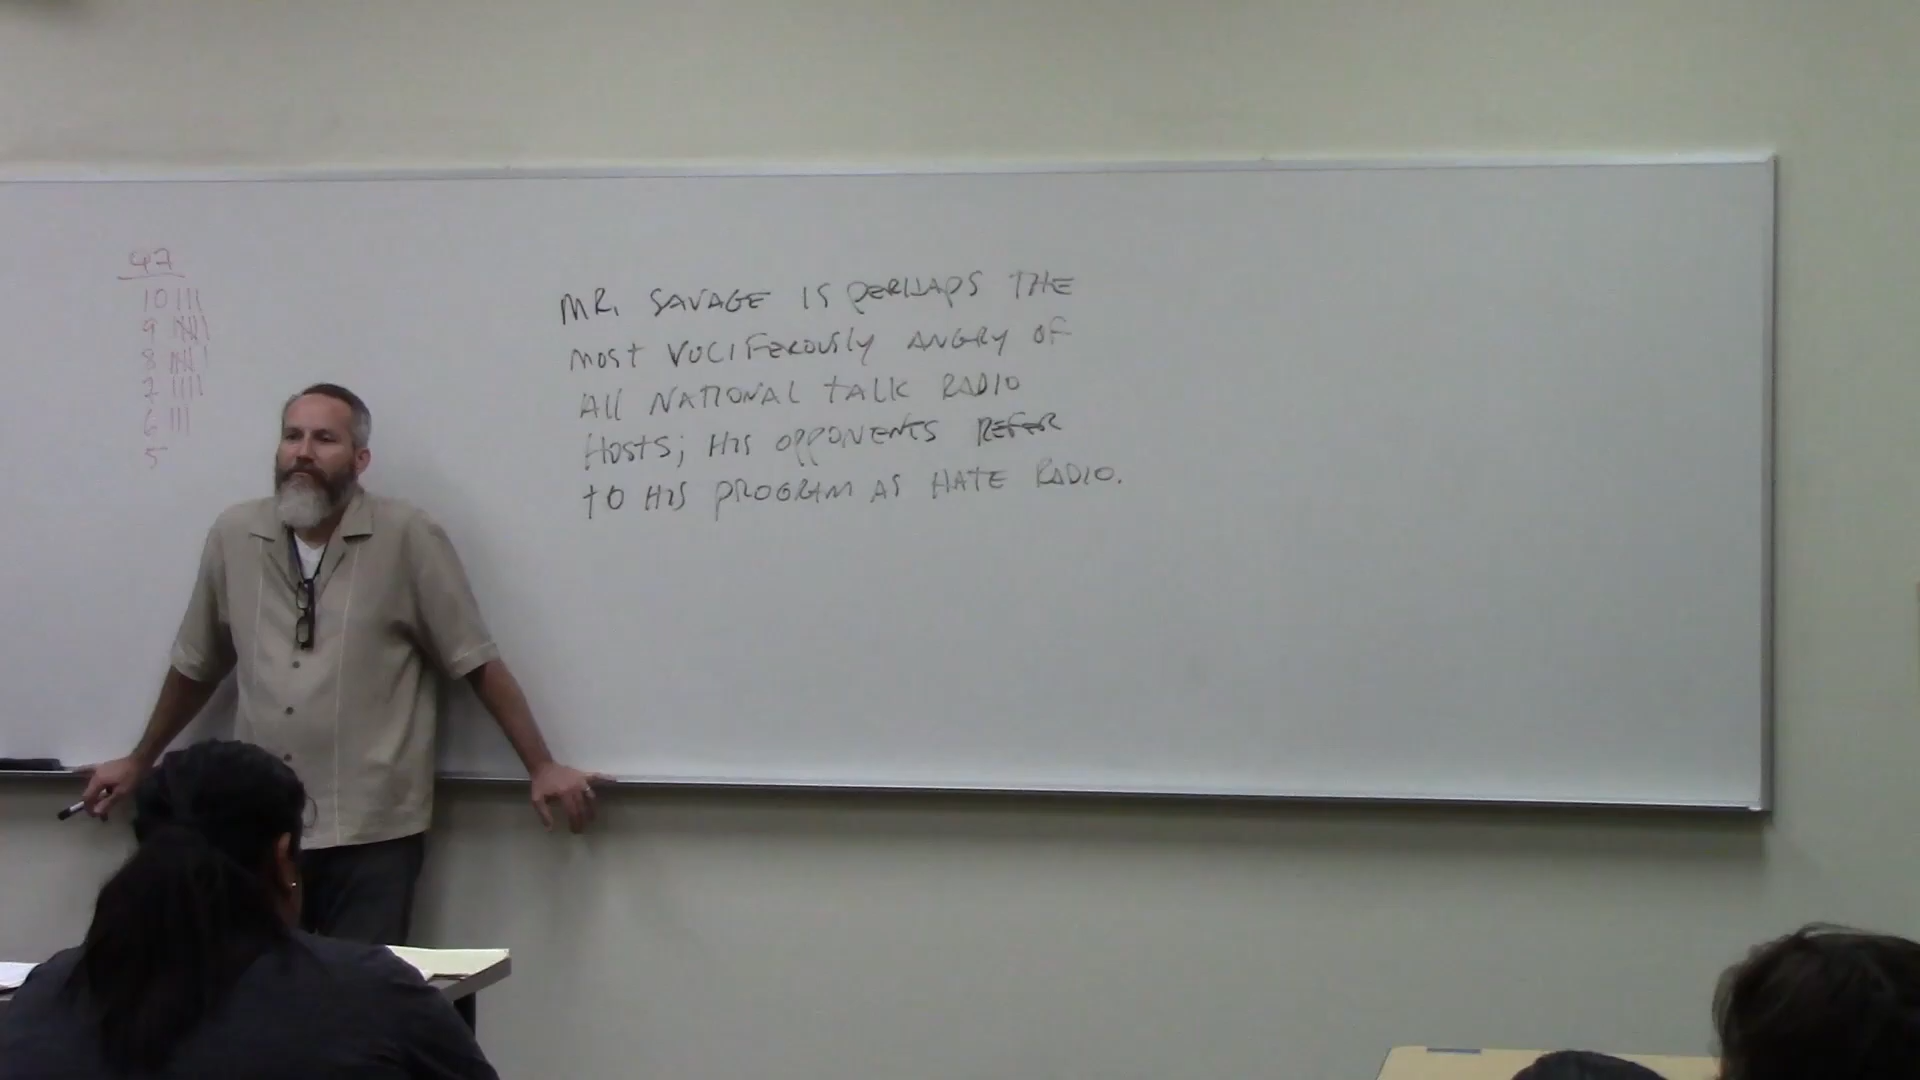 47
10 |||
9 |||| |
8 |||| |
7 ||||
6 |||
5
MR. SAVAGE IS PERHAPS THE
MOST VOCIFEROUSLY ANGRY OF
ALL NATIONAL TALK RADIO
HOSTS; HIS OPPONENTS REFER
TO HIS PROGRAM AS HATE RADIO.